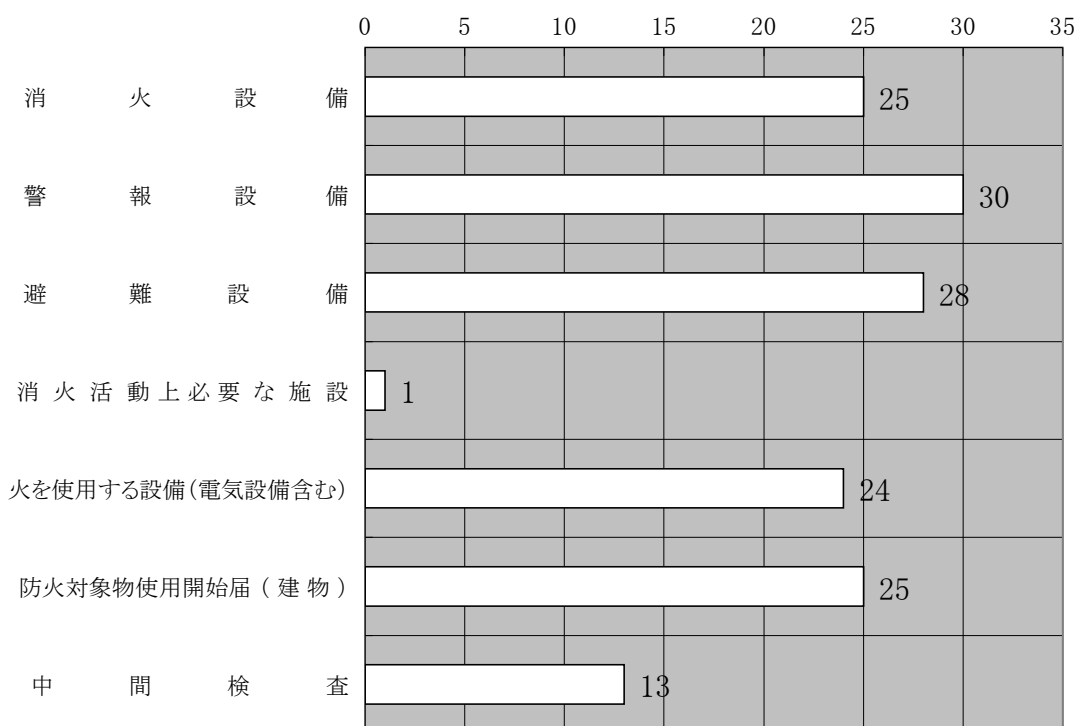 0 5 10 15 20 25 30 35
消火設備 25
警報設備 30
避難設備 28
消火活動上必要な施設 1
火を使用する設備(電気設備含む) 24
防火対象物使用開始届(建物) 25
中間検査 13